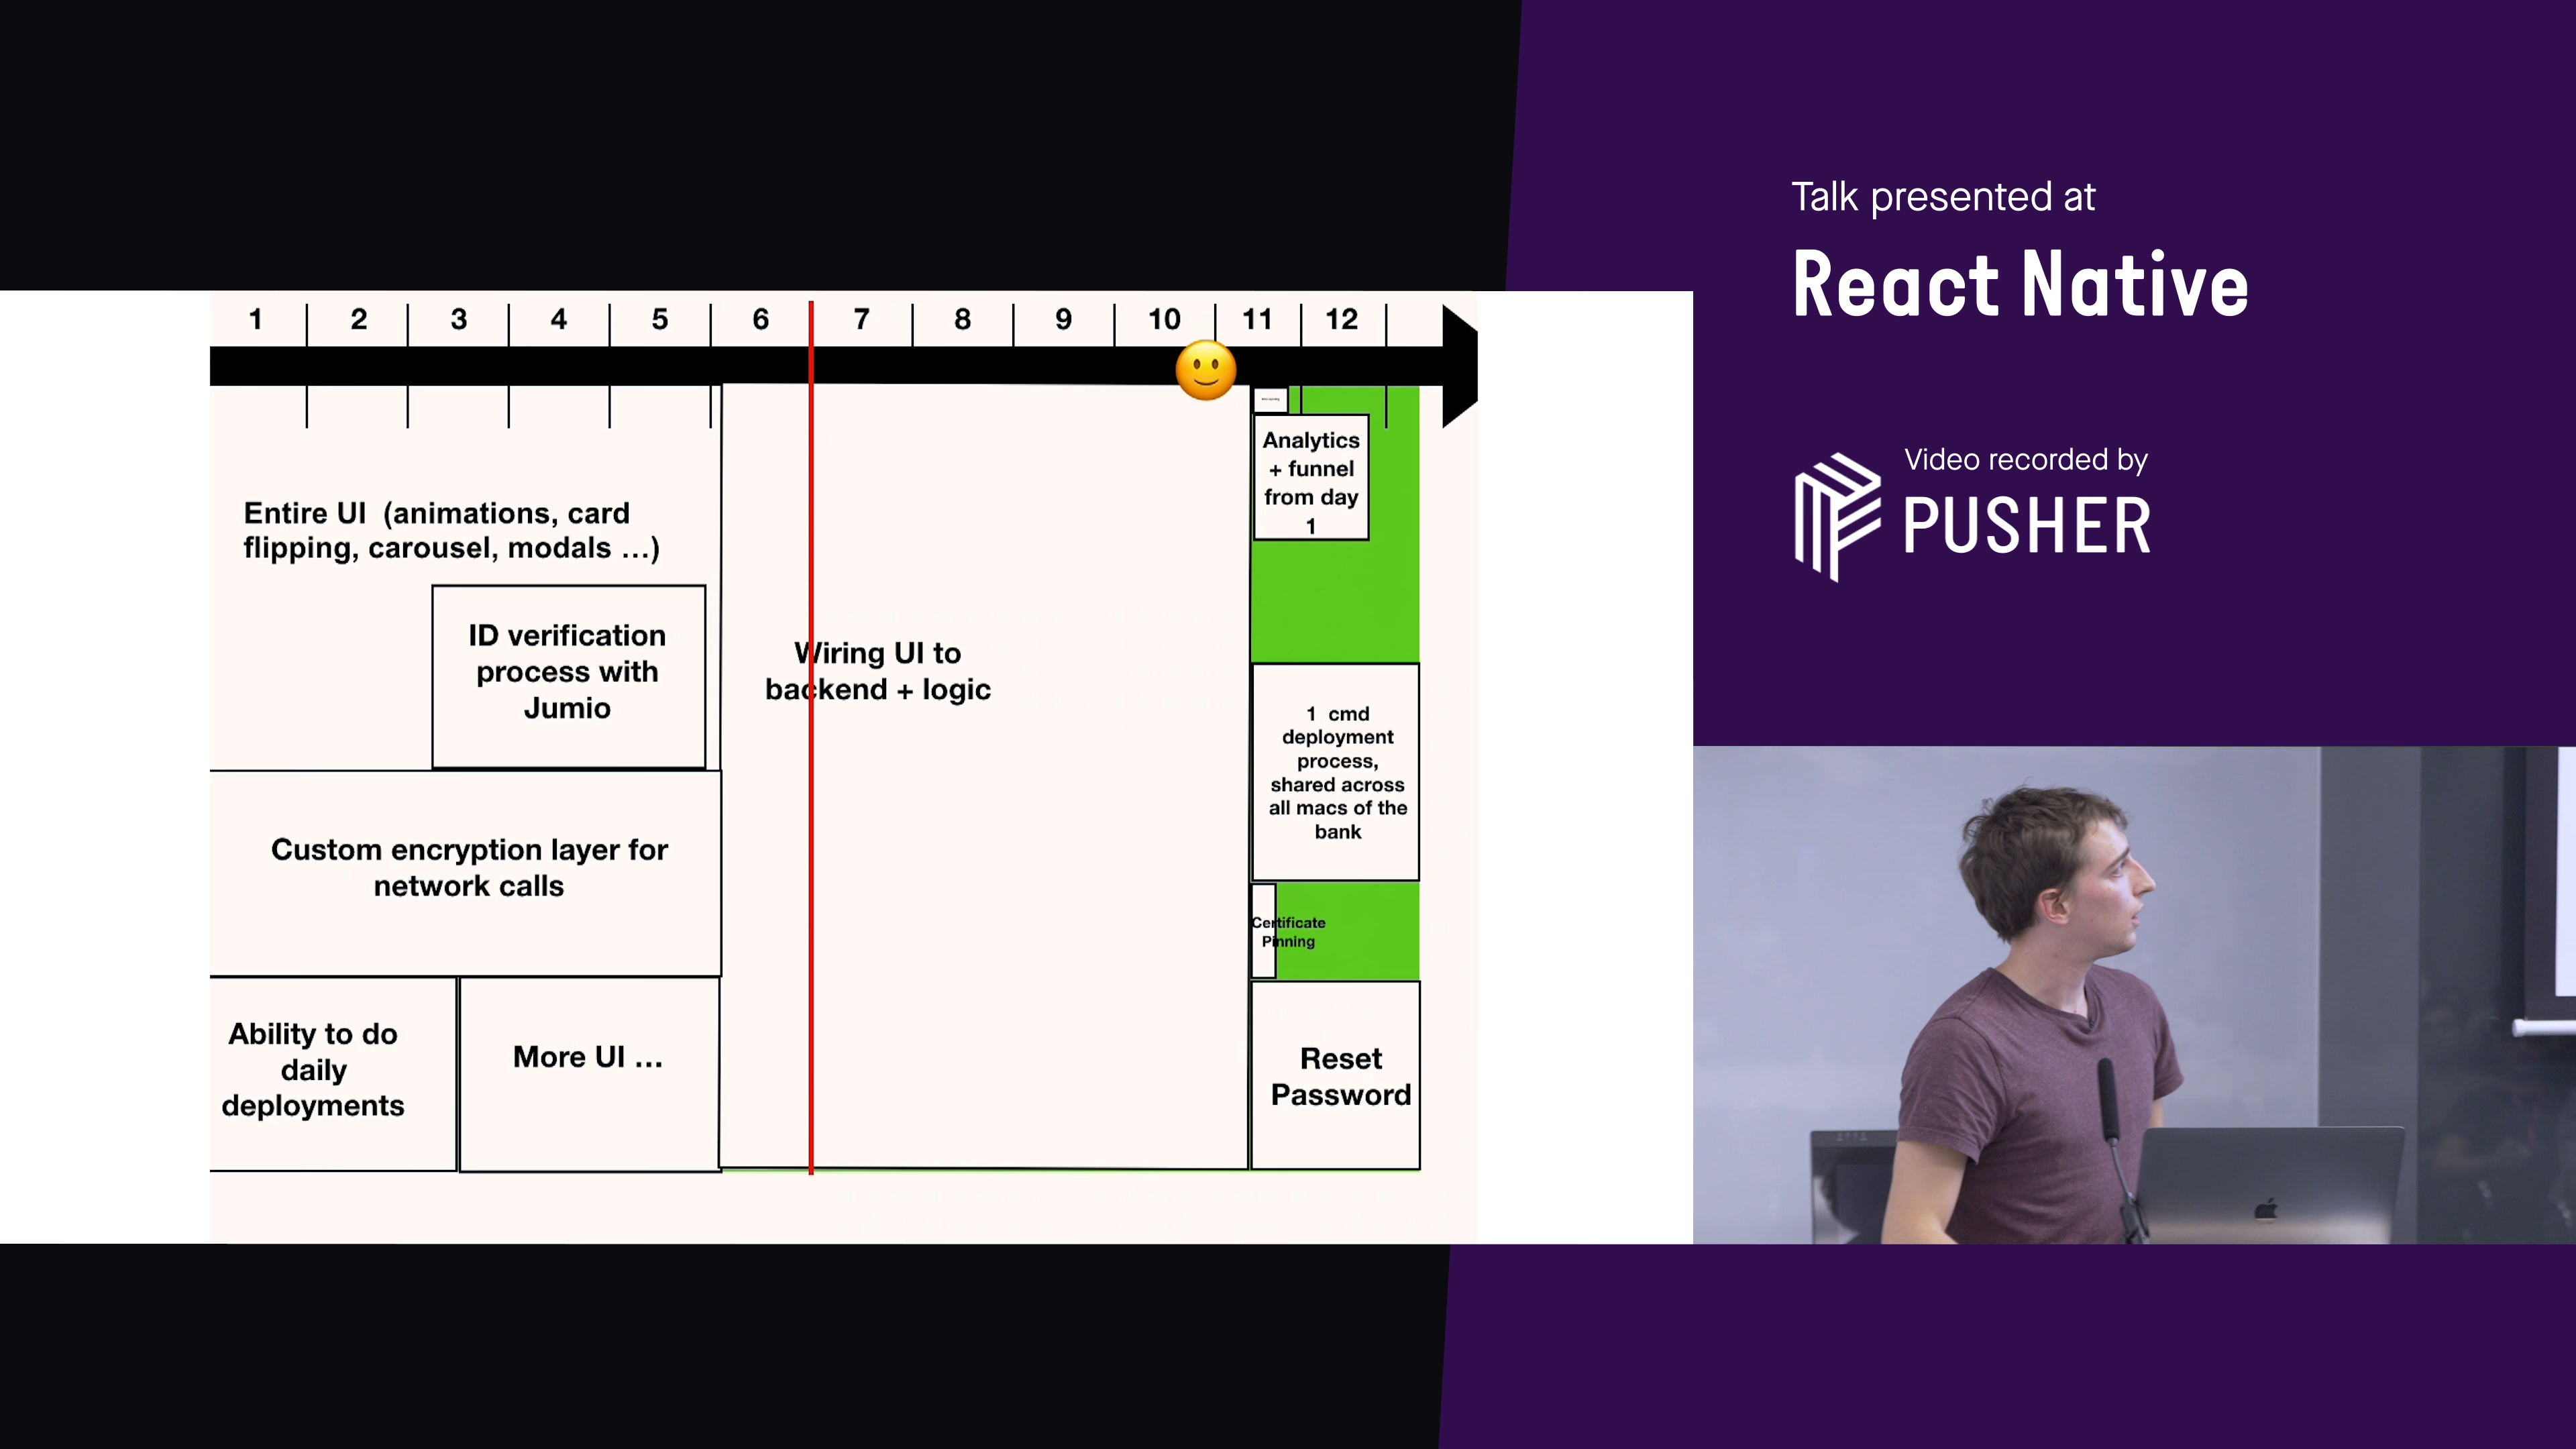 1 2 3 4 5 6 7 8 9 10 11 12
Entire UI (animations, card
flipping, carousel, modals ...)
ID verification
process with
Jumio
Custom encryption layer for
network calls
Ability to do
daily
deployments
More UI ...
Wiring UI to
backend + logic
Analytics
+ funnel
from day
1
1 cmd
deployment
process,
shared across
all macs of the
bank
Certificate
Pinning
Reset
Password
Talk presented at
React Native
Video recorded by
PUSHER